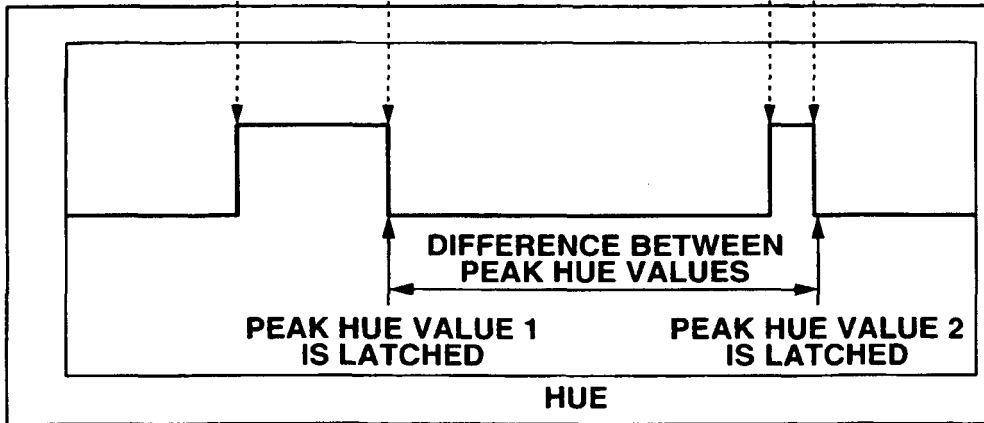 DIFFERENCE BETWEEN
PEAK HUE VALUES
PEAK HUE VALUE 1
IS LATCHED
PEAK HUE VALUE 2
IS LATCHED
HUE